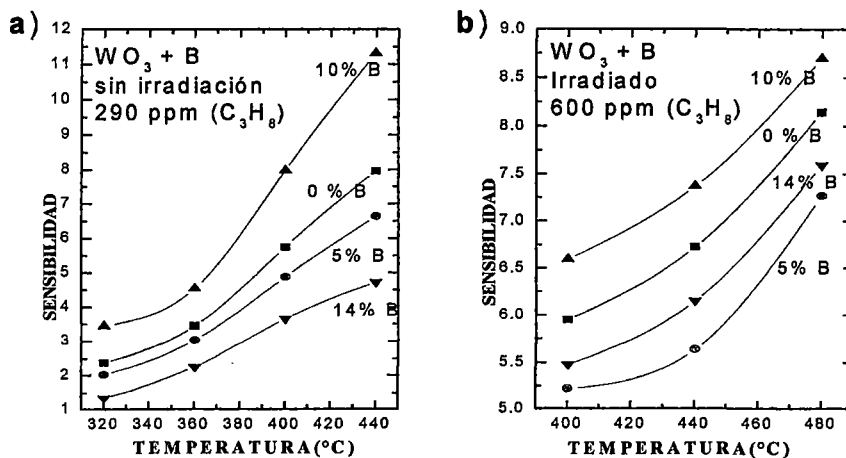 a)
12
11
10
9
8
7
6
5
4
3
2
1
SENSIBILIDAD
WO3 + B
sin irradiación
290 ppm (C3H8)
10% B
0 % B
5% B
14% B
320 340 360 380 400 420 440
TEMPERATURA(°C)
b)
9.0
8.5
8.0
7.5
7.0
6.5
6.0
5.5
5.0
SENSIBILIDAD
WO3 + B
Irradiado
600 ppm (C3H8)
10% B
0 % B
14% B
5% B
400 420 440 460 480
TEMPERATURA(°C)